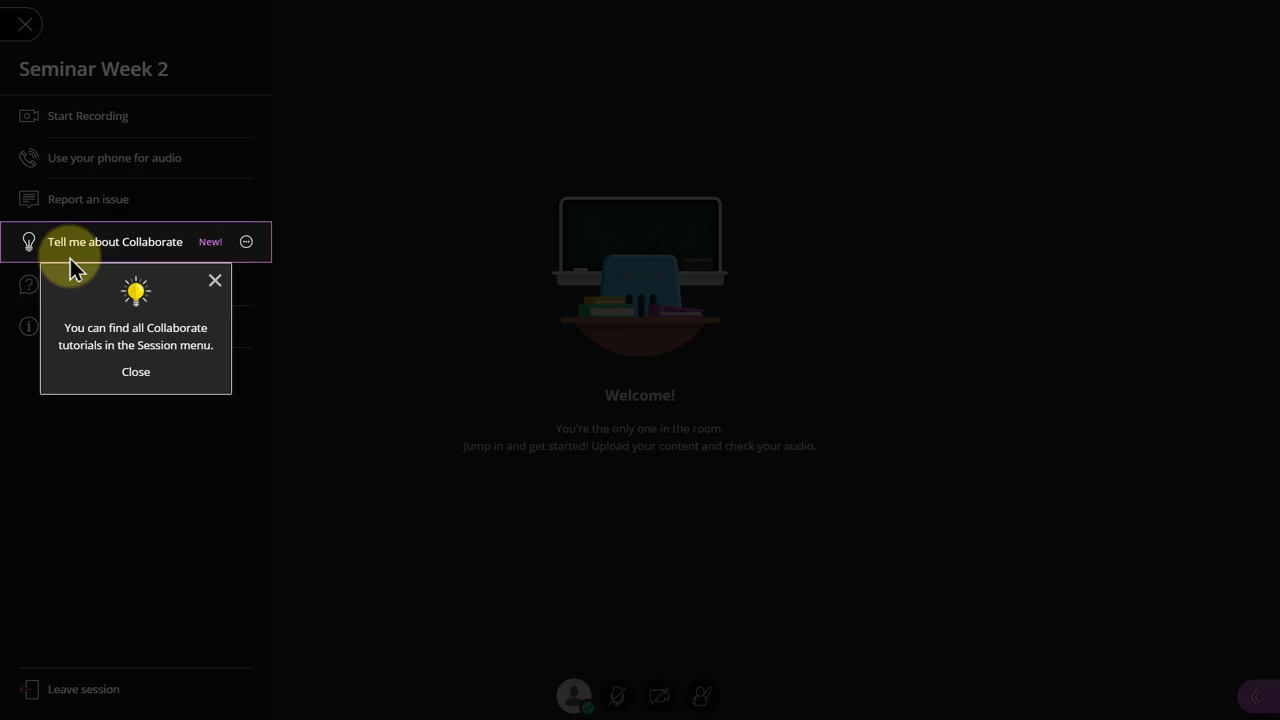 Seminar Week 2
Start Recording
Use your phone for audio
Report an issue
Tell me about Collaborate New!
You can find all Collaborate
tutorials in the Session menu.
Close
Welcome!
You're the only one in the room.
Jump in and get started! Upload your content and check your audio.
Leave session